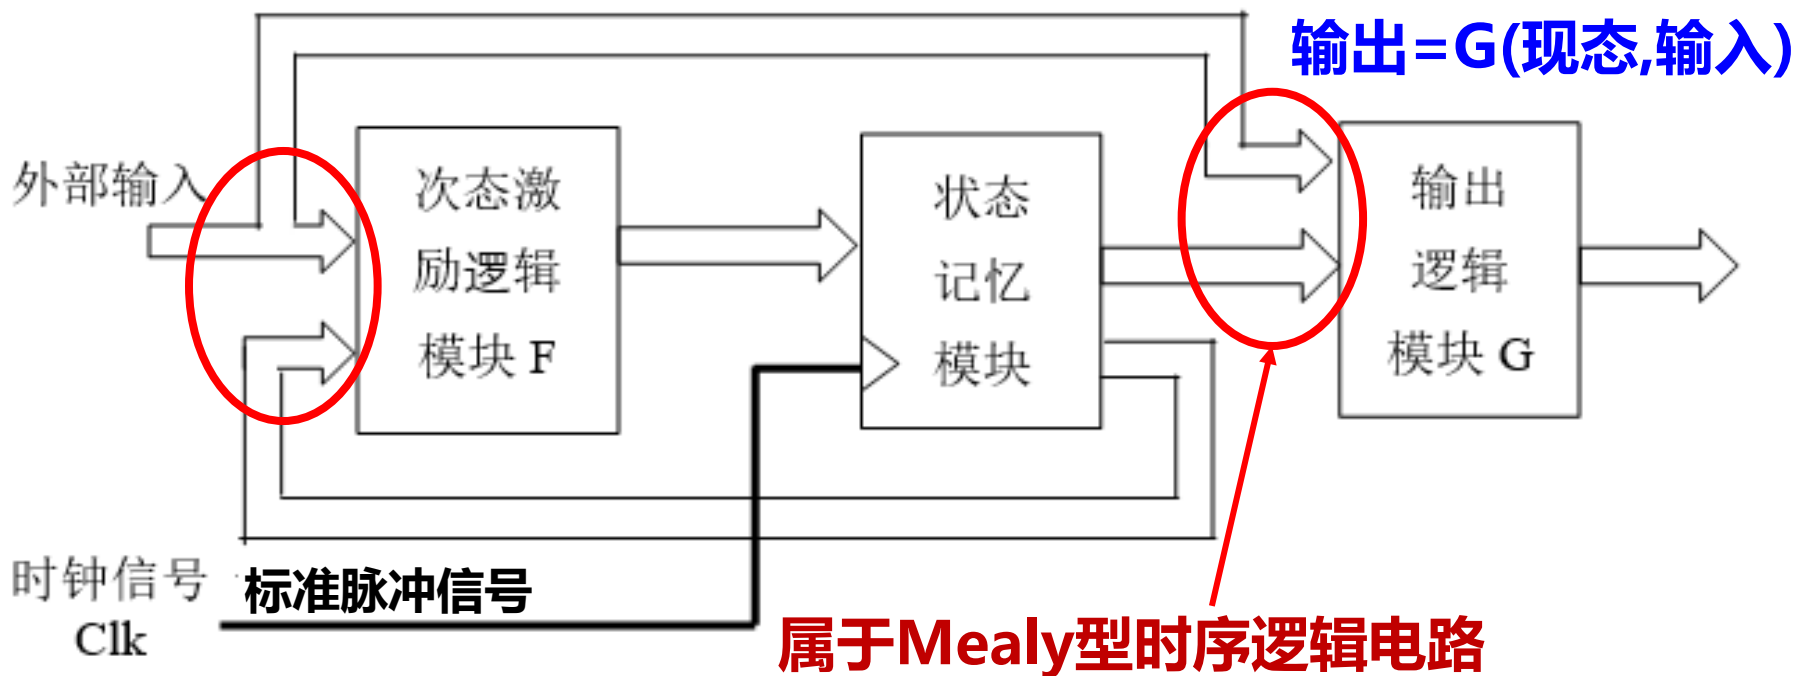 输出=G(现态,输入)
外部输入
次态激
励逻辑
模块 F
状态
记忆
模块
输出
逻辑
模块 G
时钟信号
Clk
标准脉冲信号
属于Mealy型时序逻辑电路